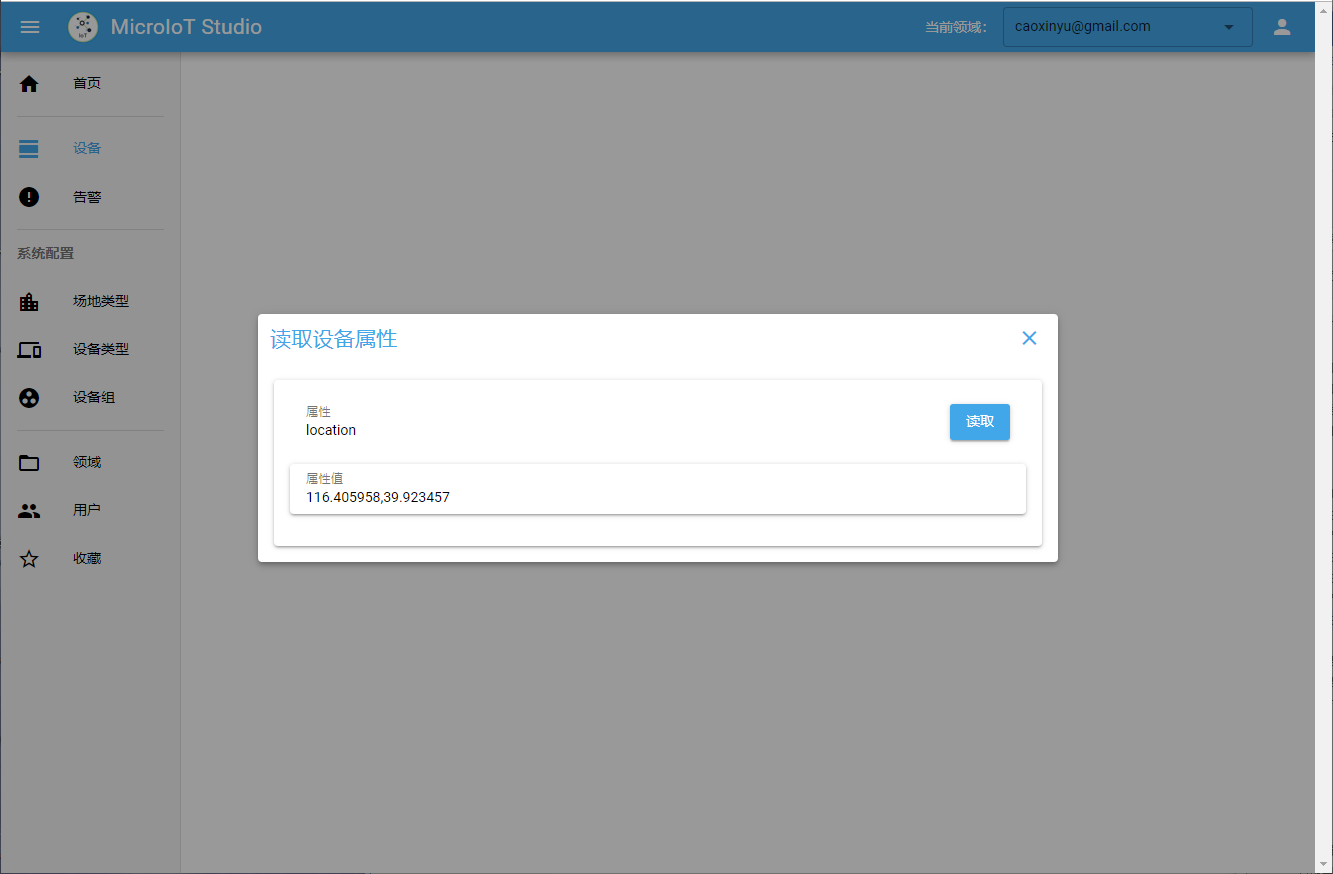 MicroIoT Studio
当前领域：
caoxinyu@gmail.com
首页
设备
告警
系统配置
场地类型
设备类型
设备组
领域
用户
收藏
读取设备属性
属性
location
读取
属性值
116.405958,39.923457